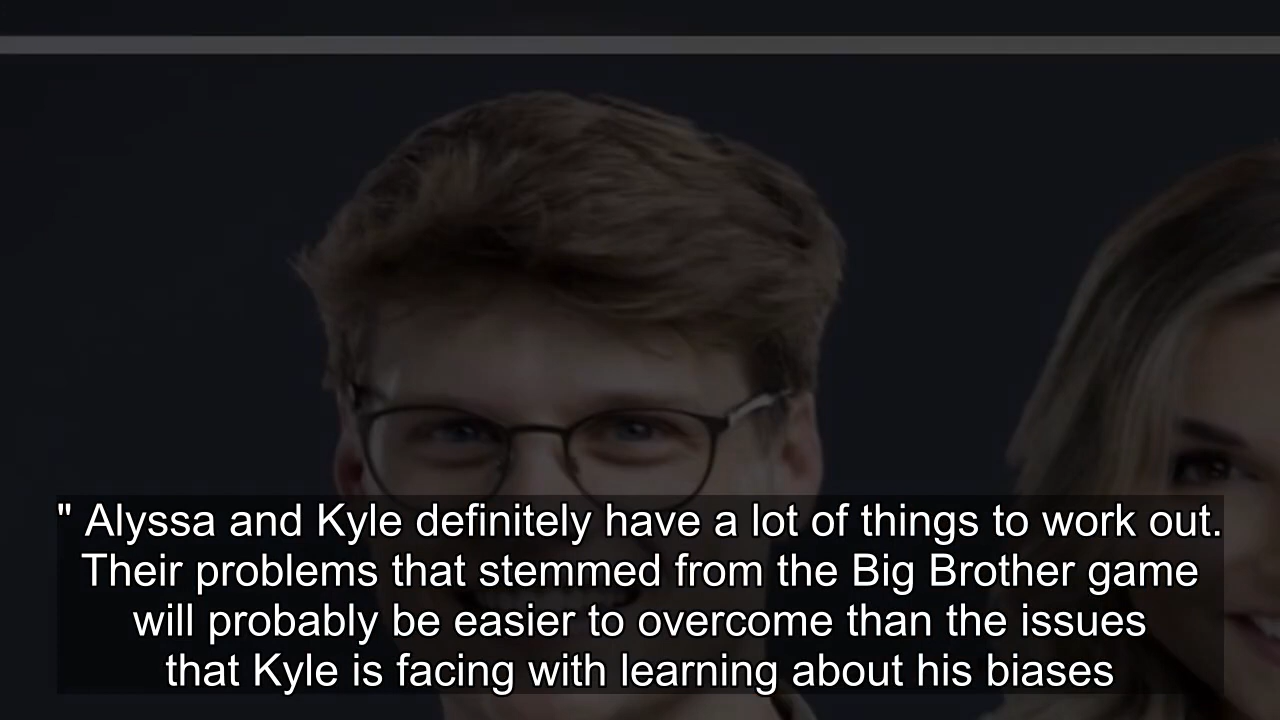 " Alyssa and Kyle definitely have a lot of things to work out.
Their problems that stemmed from the Big Brother game
will probably be easier to overcome than the issues
that Kyle is facing with learning about his biases